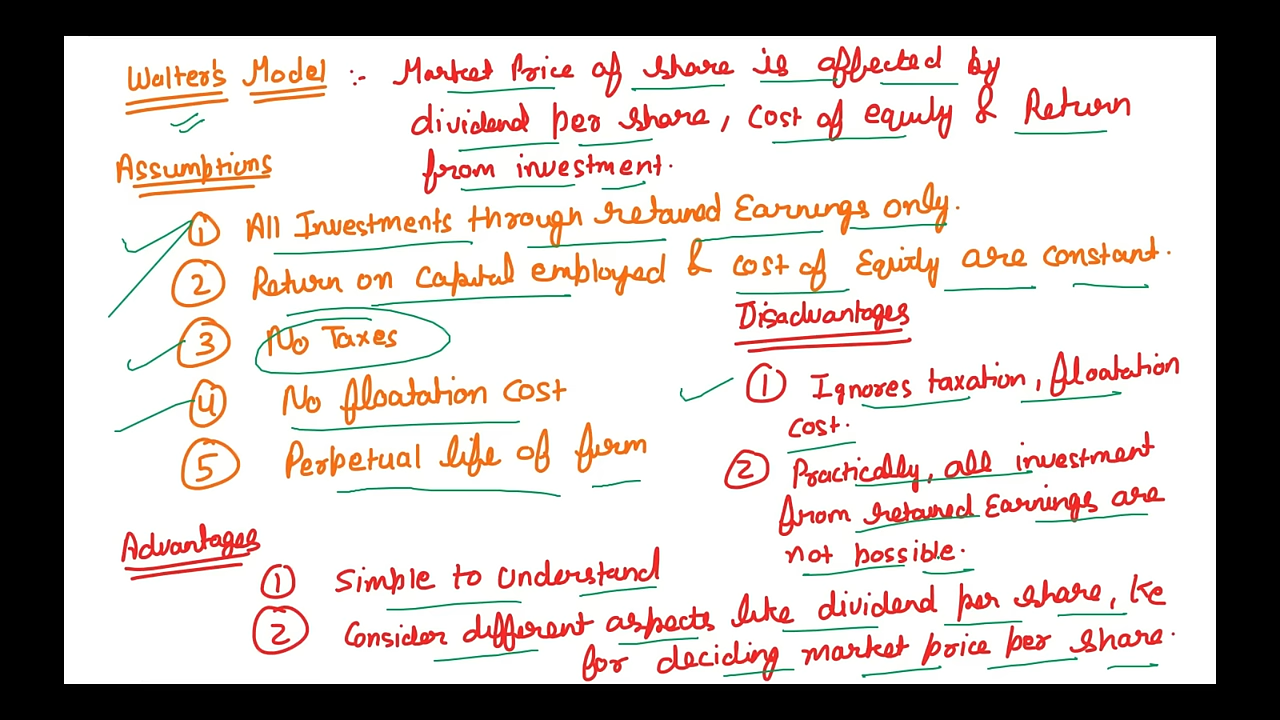 Walter's Model :- Market Price of share is affected by
dividend per share, cost of equity & Return
from investment.
Assumptions
① All Investments through retained Earnings only.
② Return on capital employed & cost of Equity are constant.
③ No Taxes
④ No floatation cost
⑤ Perpetual life of firm
Disadvantages
① Ignores taxation, floatation
cost.
② Practically, all investment
from retained Earnings are
not possible.
Advantages
① Simple to understand
② Consider different aspects like dividend per share, Ke
for deciding market price per share.